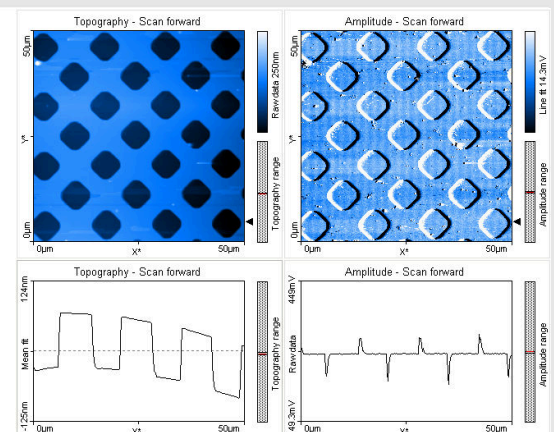 Topography - Scan forward
50µm
Y*
0µm
0µm
X*
50µm
Raw data 250nm
Topography range
Amplitude - Scan forward
50µm
Y*
0µm
0µm
X*
50µm
Line fit 14.3mV
Amplitude range
Topography - Scan forward
124nm
Mean fit
-125nm
0µm
X*
50µm
Topography range
Amplitude - Scan forward
449mV
Raw data
49.3mV
0µm
X*
50µm
Amplitude range